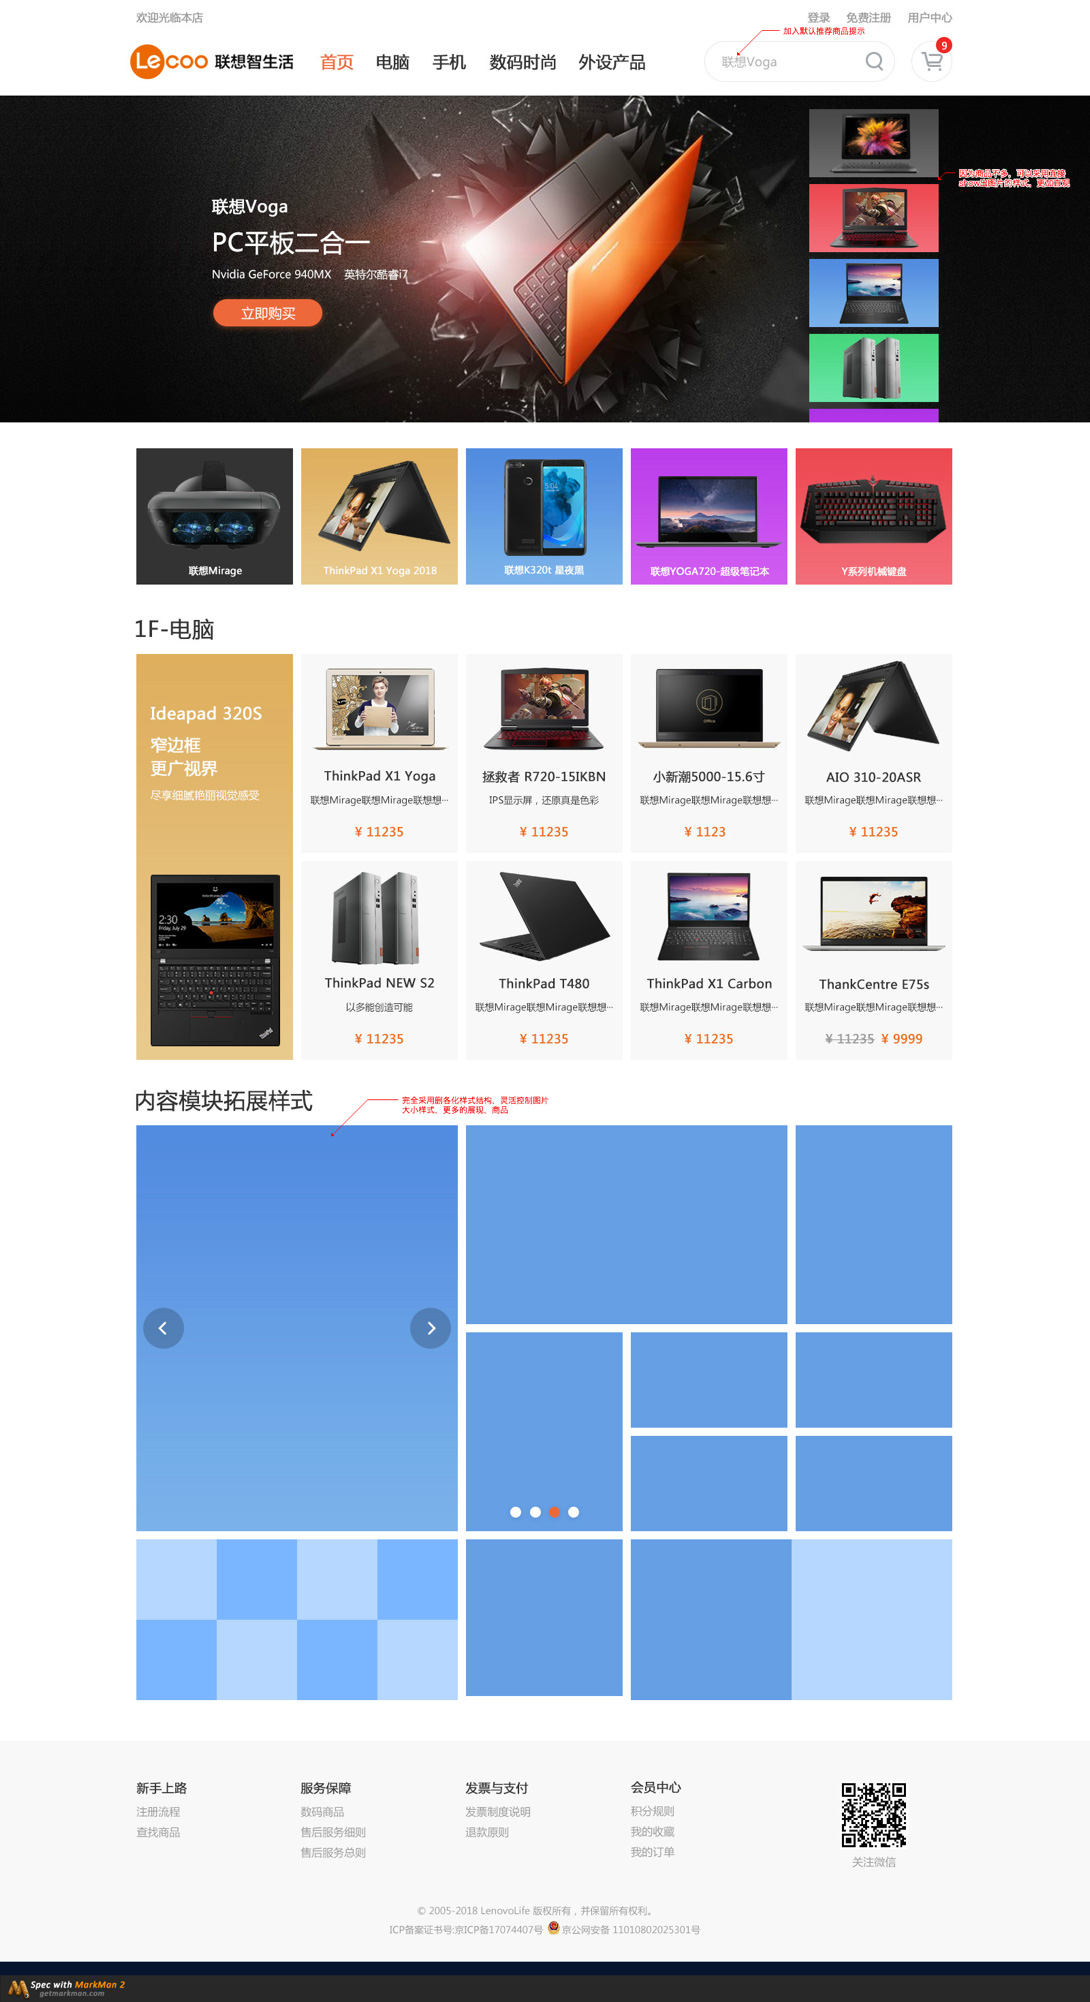 欢迎光临本店
登录 免费注册 用户中心
加入默认推荐商品提示
Lecoo 联想智生活 首页 电脑 手机 数码时尚 外设产品
联想Voga
9
因为商品不多，可以采用直接
show出图片的样式，更加直观
联想Voga
PC平板二合一
Nvidia GeForce 940MX 英特尔酷睿i7
立即购买
联想Mirage
ThinkPad X1 Yoga 2018
联想K320t 星夜黑
联想YOGA720-超级笔记本
Y系列机械键盘
1F-电脑
Ideapad 320S
窄边框
更广视界
尽享细腻艳丽视觉感受
2:30
Friday, July 29
Office
ThinkPad X1 Yoga
联想Mirage联想Mirage联想想···
¥ 11235
拯救者 R720-15IKBN
IPS显示屏，还原真是色彩
¥ 11235
小新潮5000-15.6寸
联想Mirage联想Mirage联想想···
¥ 1123
AIO 310-20ASR
联想Mirage联想Mirage联想想···
¥ 11235
ThinkPad NEW S2
以多能创造可能
¥ 11235
ThinkPad T480
联想Mirage联想Mirage联想想···
¥ 11235
ThinkPad X1 Carbon
联想Mirage联想Mirage联想想···
¥ 11235
ThankCentre E75s
联想Mirage联想Mirage联想想···
¥ 11235 ¥ 9999
内容模块拓展样式
完全采用删各化样式结构，灵活控制图片
大小样式，更多的展现，商品
新手上路
注册流程
查找商品
服务保障
数码商品
售后服务细则
售后服务总则
发票与支付
发票制度说明
退款原则
会员中心
积分规则
我的收藏
我的订单
关注微信
© 2005-2018 LenovoLife 版权所有，并保留所有权利。
ICP备案证书号:京ICP备17074407号 京公网安备 11010802025301号
Spec with MarkMan 2
getmarkman.com